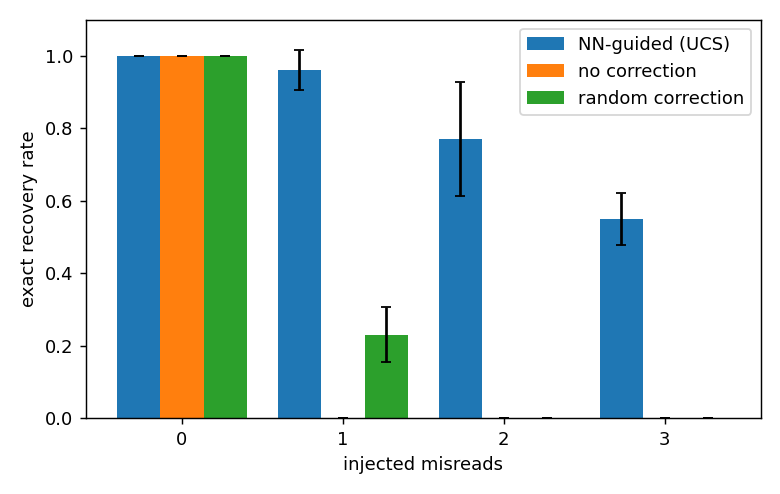 NN-guided (UCS)
no correction
random correction
exact recovery rate
1.0
0.8
0.6
0.4
0.2
0.0
0 1 2 3
injected misreads